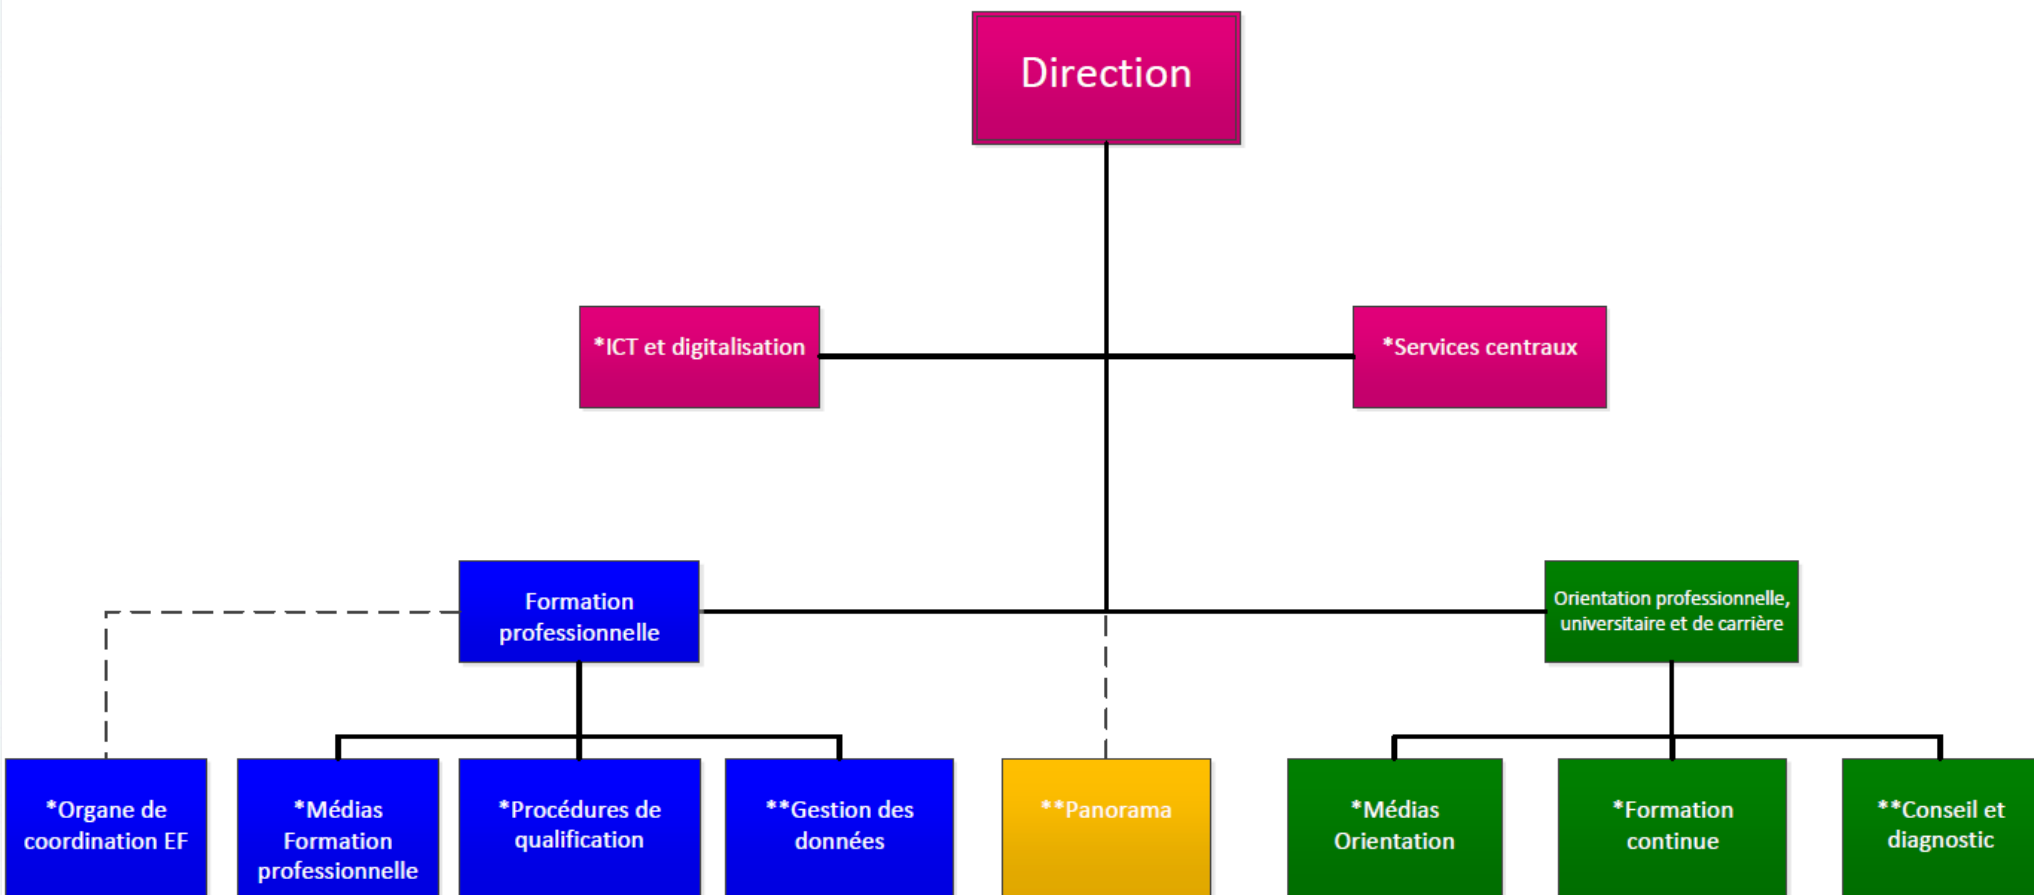 Direction
*ICT et digitalisation
*Services centraux
Formation
professionnelle
Orientation professionnelle,
universitaire et de carrière
*Organe de
coordination EF
*Médias
Formation
professionnelle
*Procédures de
qualification
**Gestion des
données
**Panorama
*Médias
Orientation
*Formation
continue
**Conseil et
diagnostic